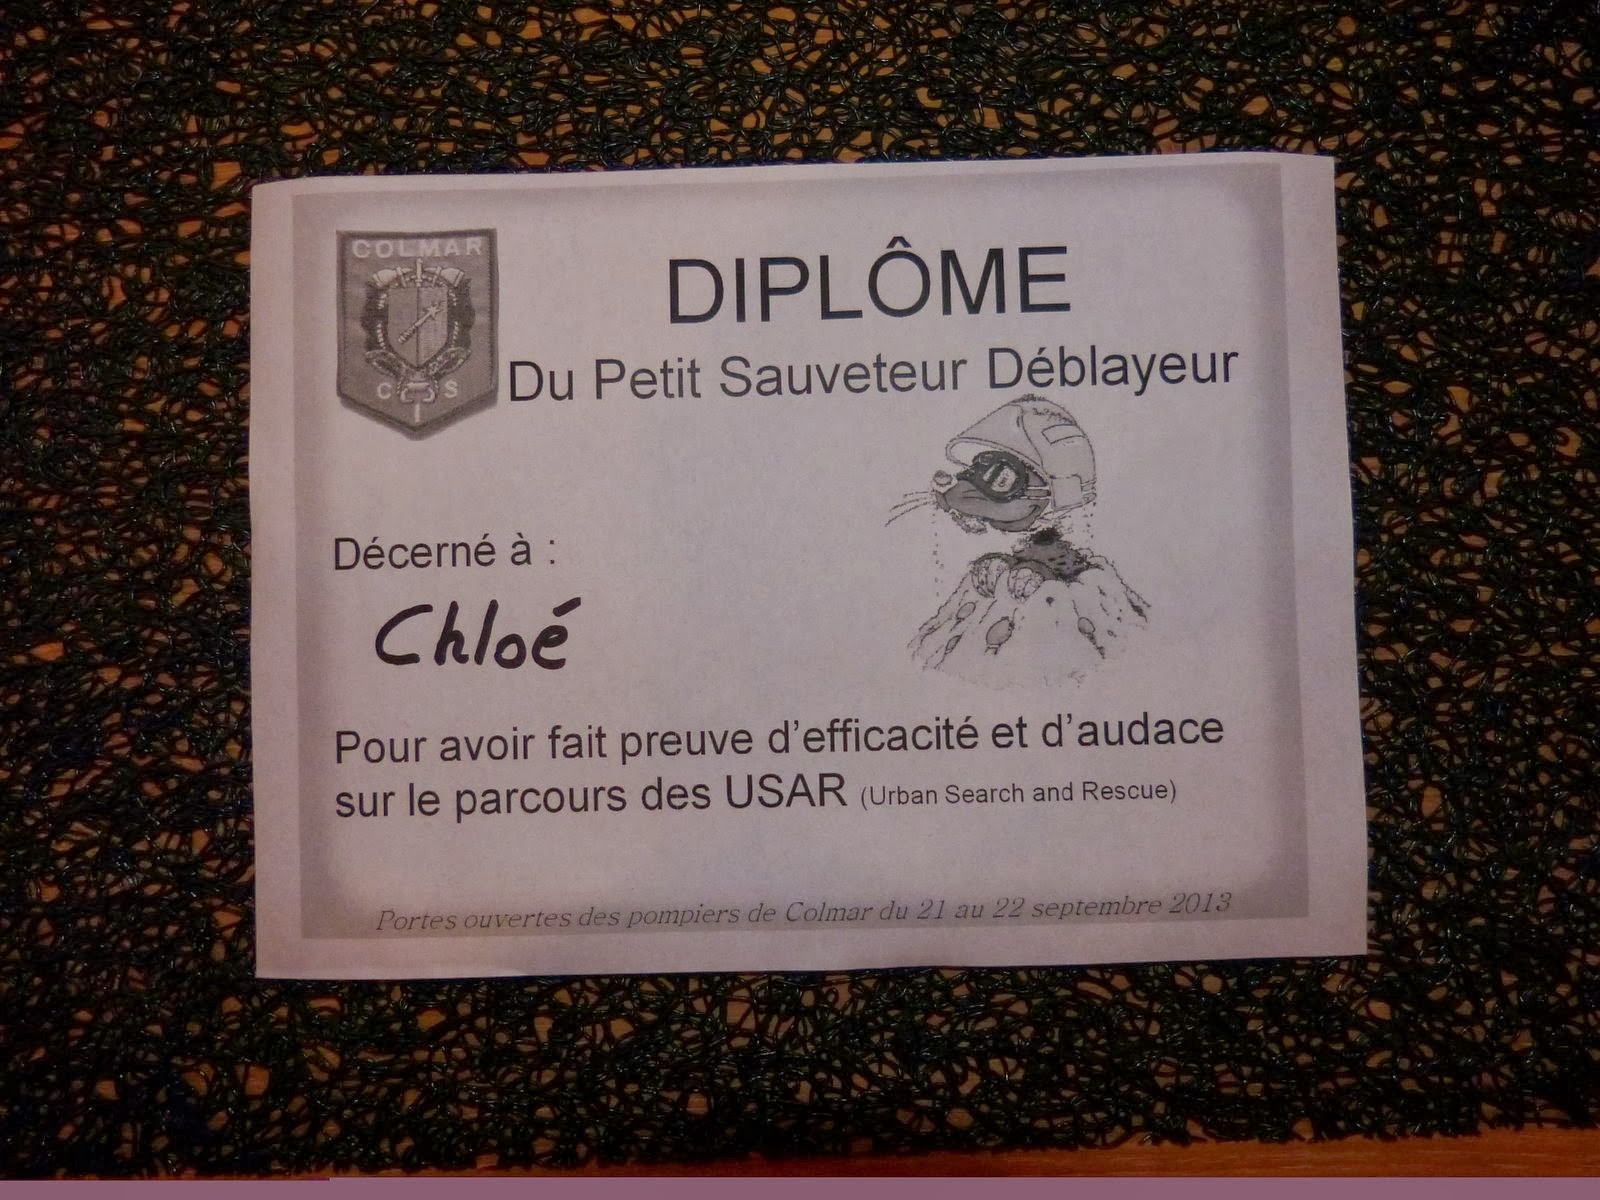 COLMAR
C S
I
DIPLÔME
Du Petit Sauveteur Déblayeur
Décerné à :
Chloé
Pour avoir fait preuve d’efficacité et d’audace
sur le parcours des USAR (Urban Search and Rescue)
Portes ouvertes des pompiers de Colmar du 21 au 22 septembre 2013